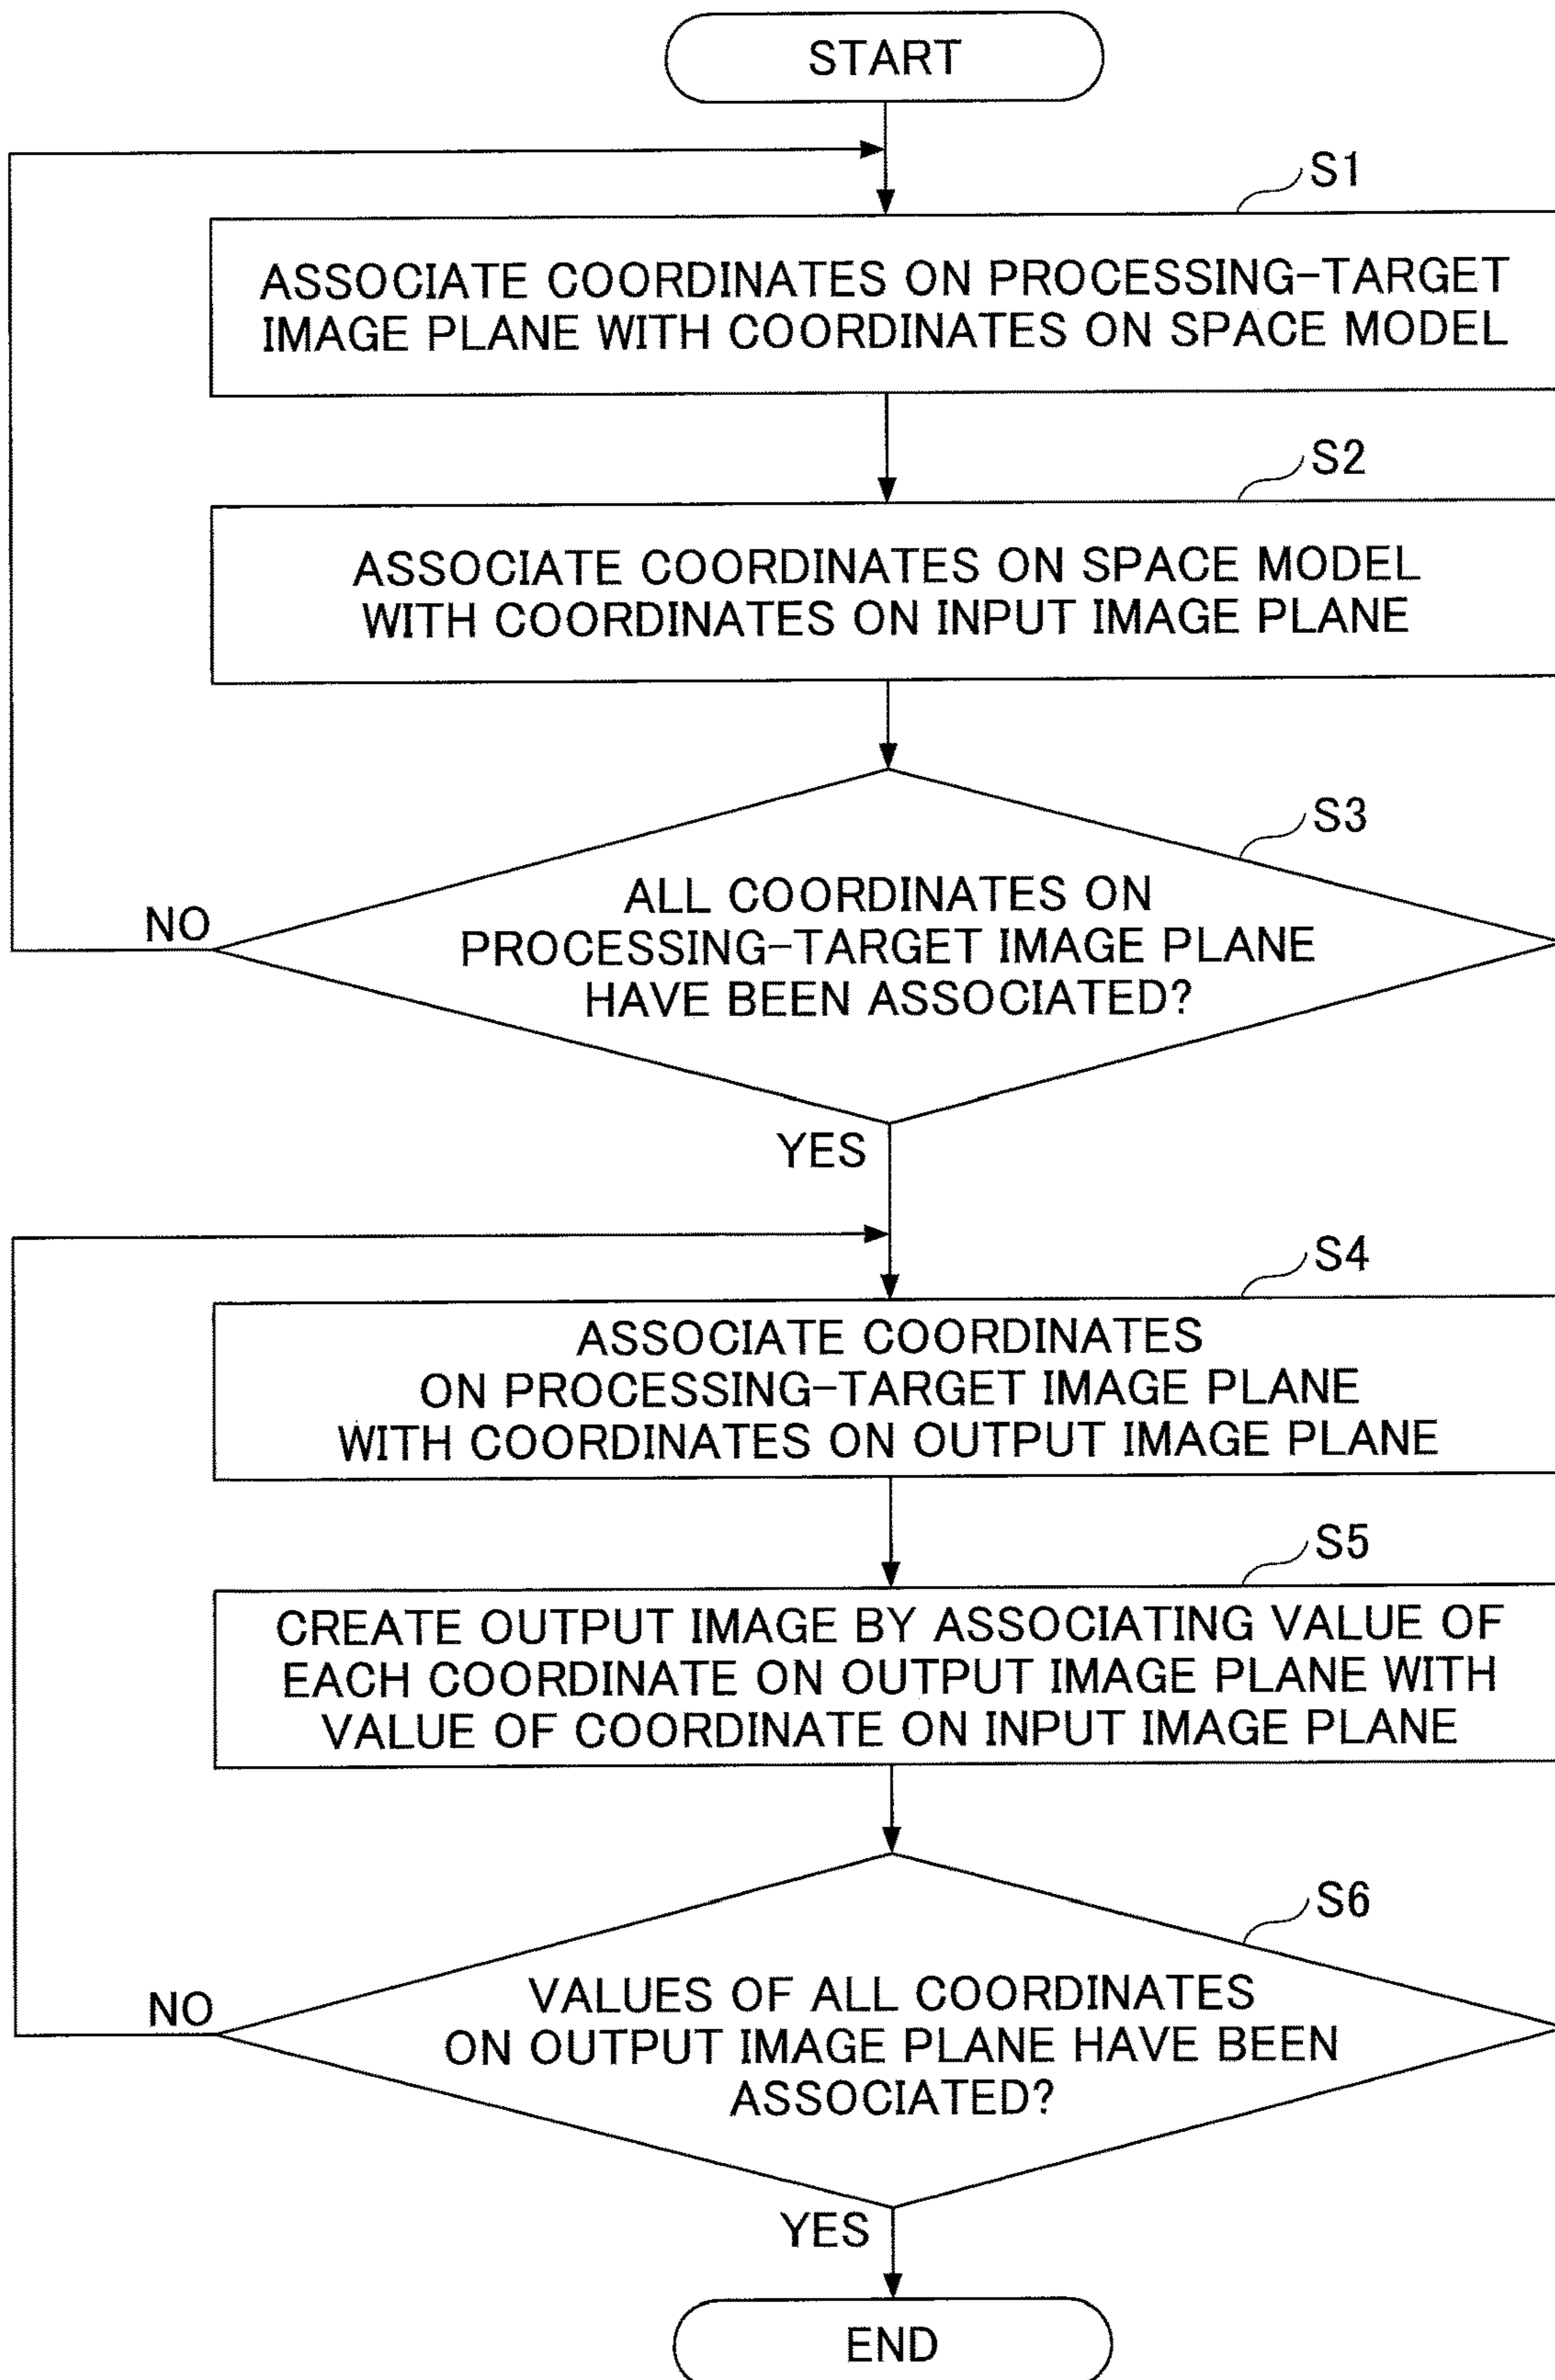 START
S1
ASSOCIATE COORDINATES ON PROCESSING-TARGET
IMAGE PLANE WITH COORDINATES ON SPACE MODEL
S2
ASSOCIATE COORDINATES ON SPACE MODEL
WITH COORDINATES ON INPUT IMAGE PLANE
S3
ALL COORDINATES ON
PROCESSING-TARGET IMAGE PLANE
HAVE BEEN ASSOCIATED?
NO
YES
S4
ASSOCIATE COORDINATES
ON PROCESSING-TARGET IMAGE PLANE
WITH COORDINATES ON OUTPUT IMAGE PLANE
S5
CREATE OUTPUT IMAGE BY ASSOCIATING VALUE OF
EACH COORDINATE ON OUTPUT IMAGE PLANE WITH
VALUE OF COORDINATE ON INPUT IMAGE PLANE
S6
VALUES OF ALL COORDINATES
ON OUTPUT IMAGE PLANE HAVE BEEN
ASSOCIATED?
NO
YES
END